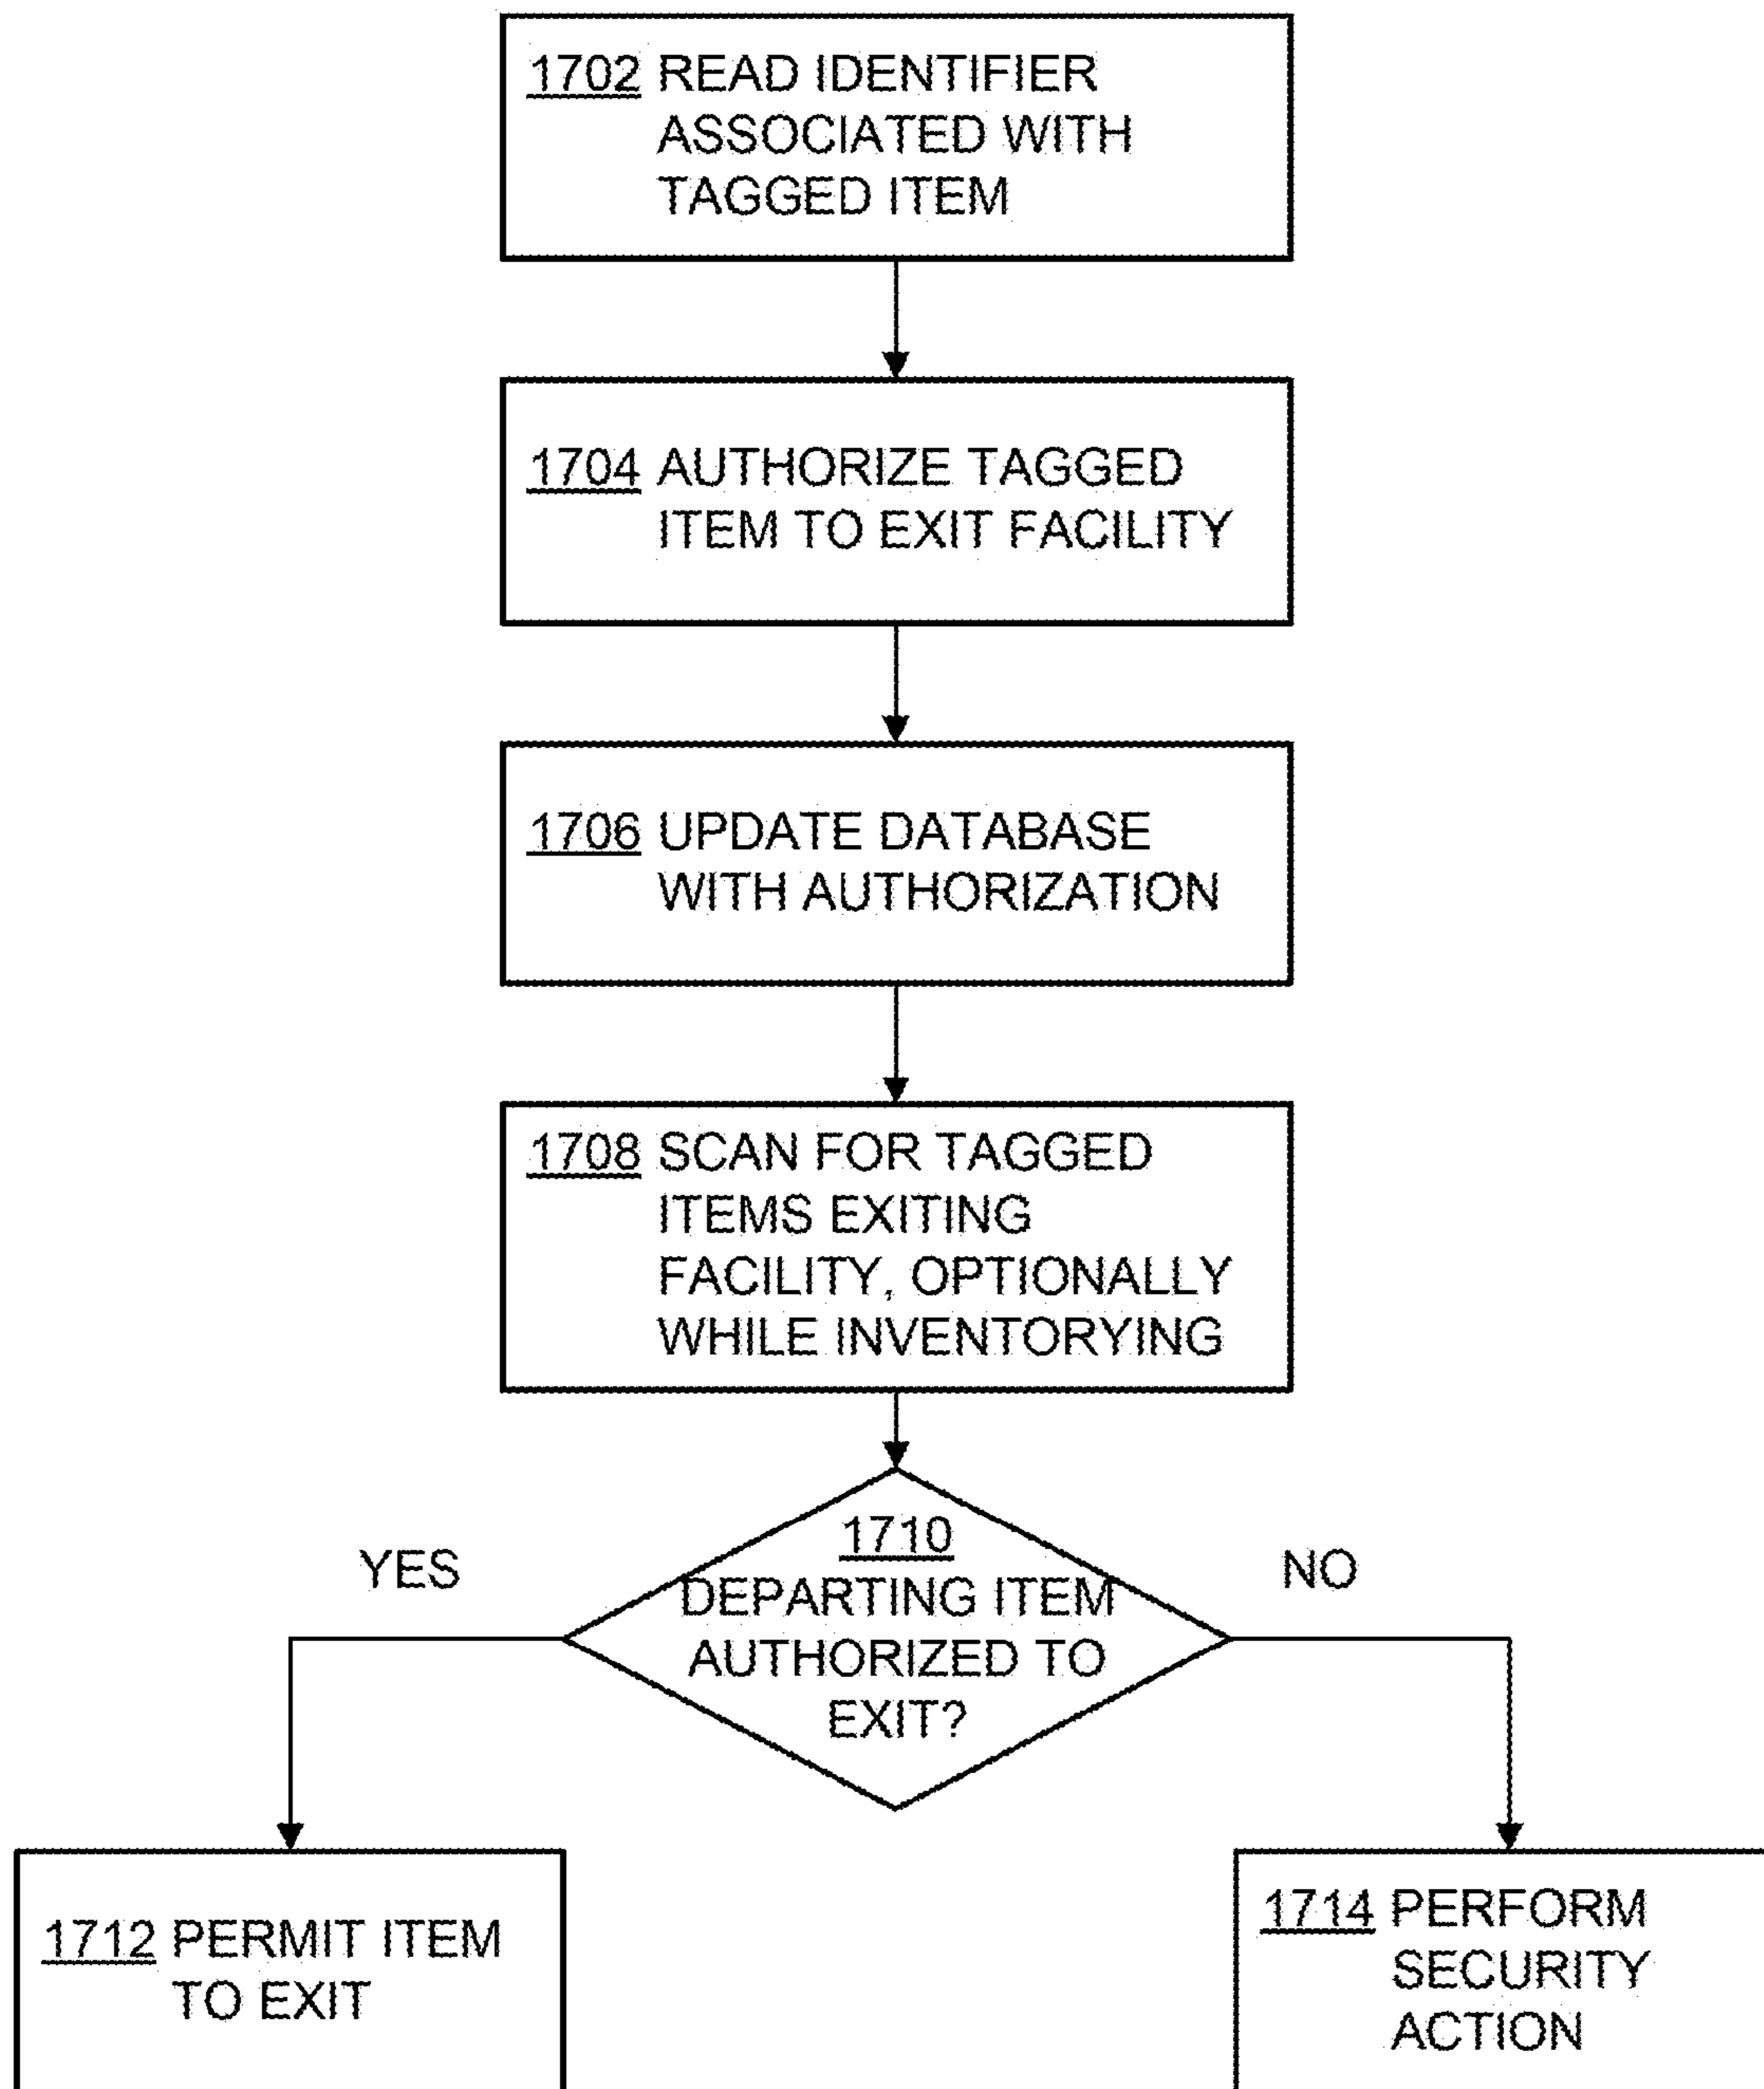 1702 READ IDENTIFIER
ASSOCIATED WITH
TAGGED ITEM
1704 AUTHORIZE TAGGED
ITEM TO EXIT FACILITY
1706 UPDATE DATABASE
WITH AUTHORIZATION
1708 SCAN FOR TAGGED
ITEMS EXITING
FACILITY, OPTIONALLY
WHILE INVENTORYING
1710
DEPARTING ITEM
AUTHORIZED TO
EXIT?
YES
NO
1712 PERMIT ITEM
TO EXIT
1714 PERFORM
SECURITY
ACTION